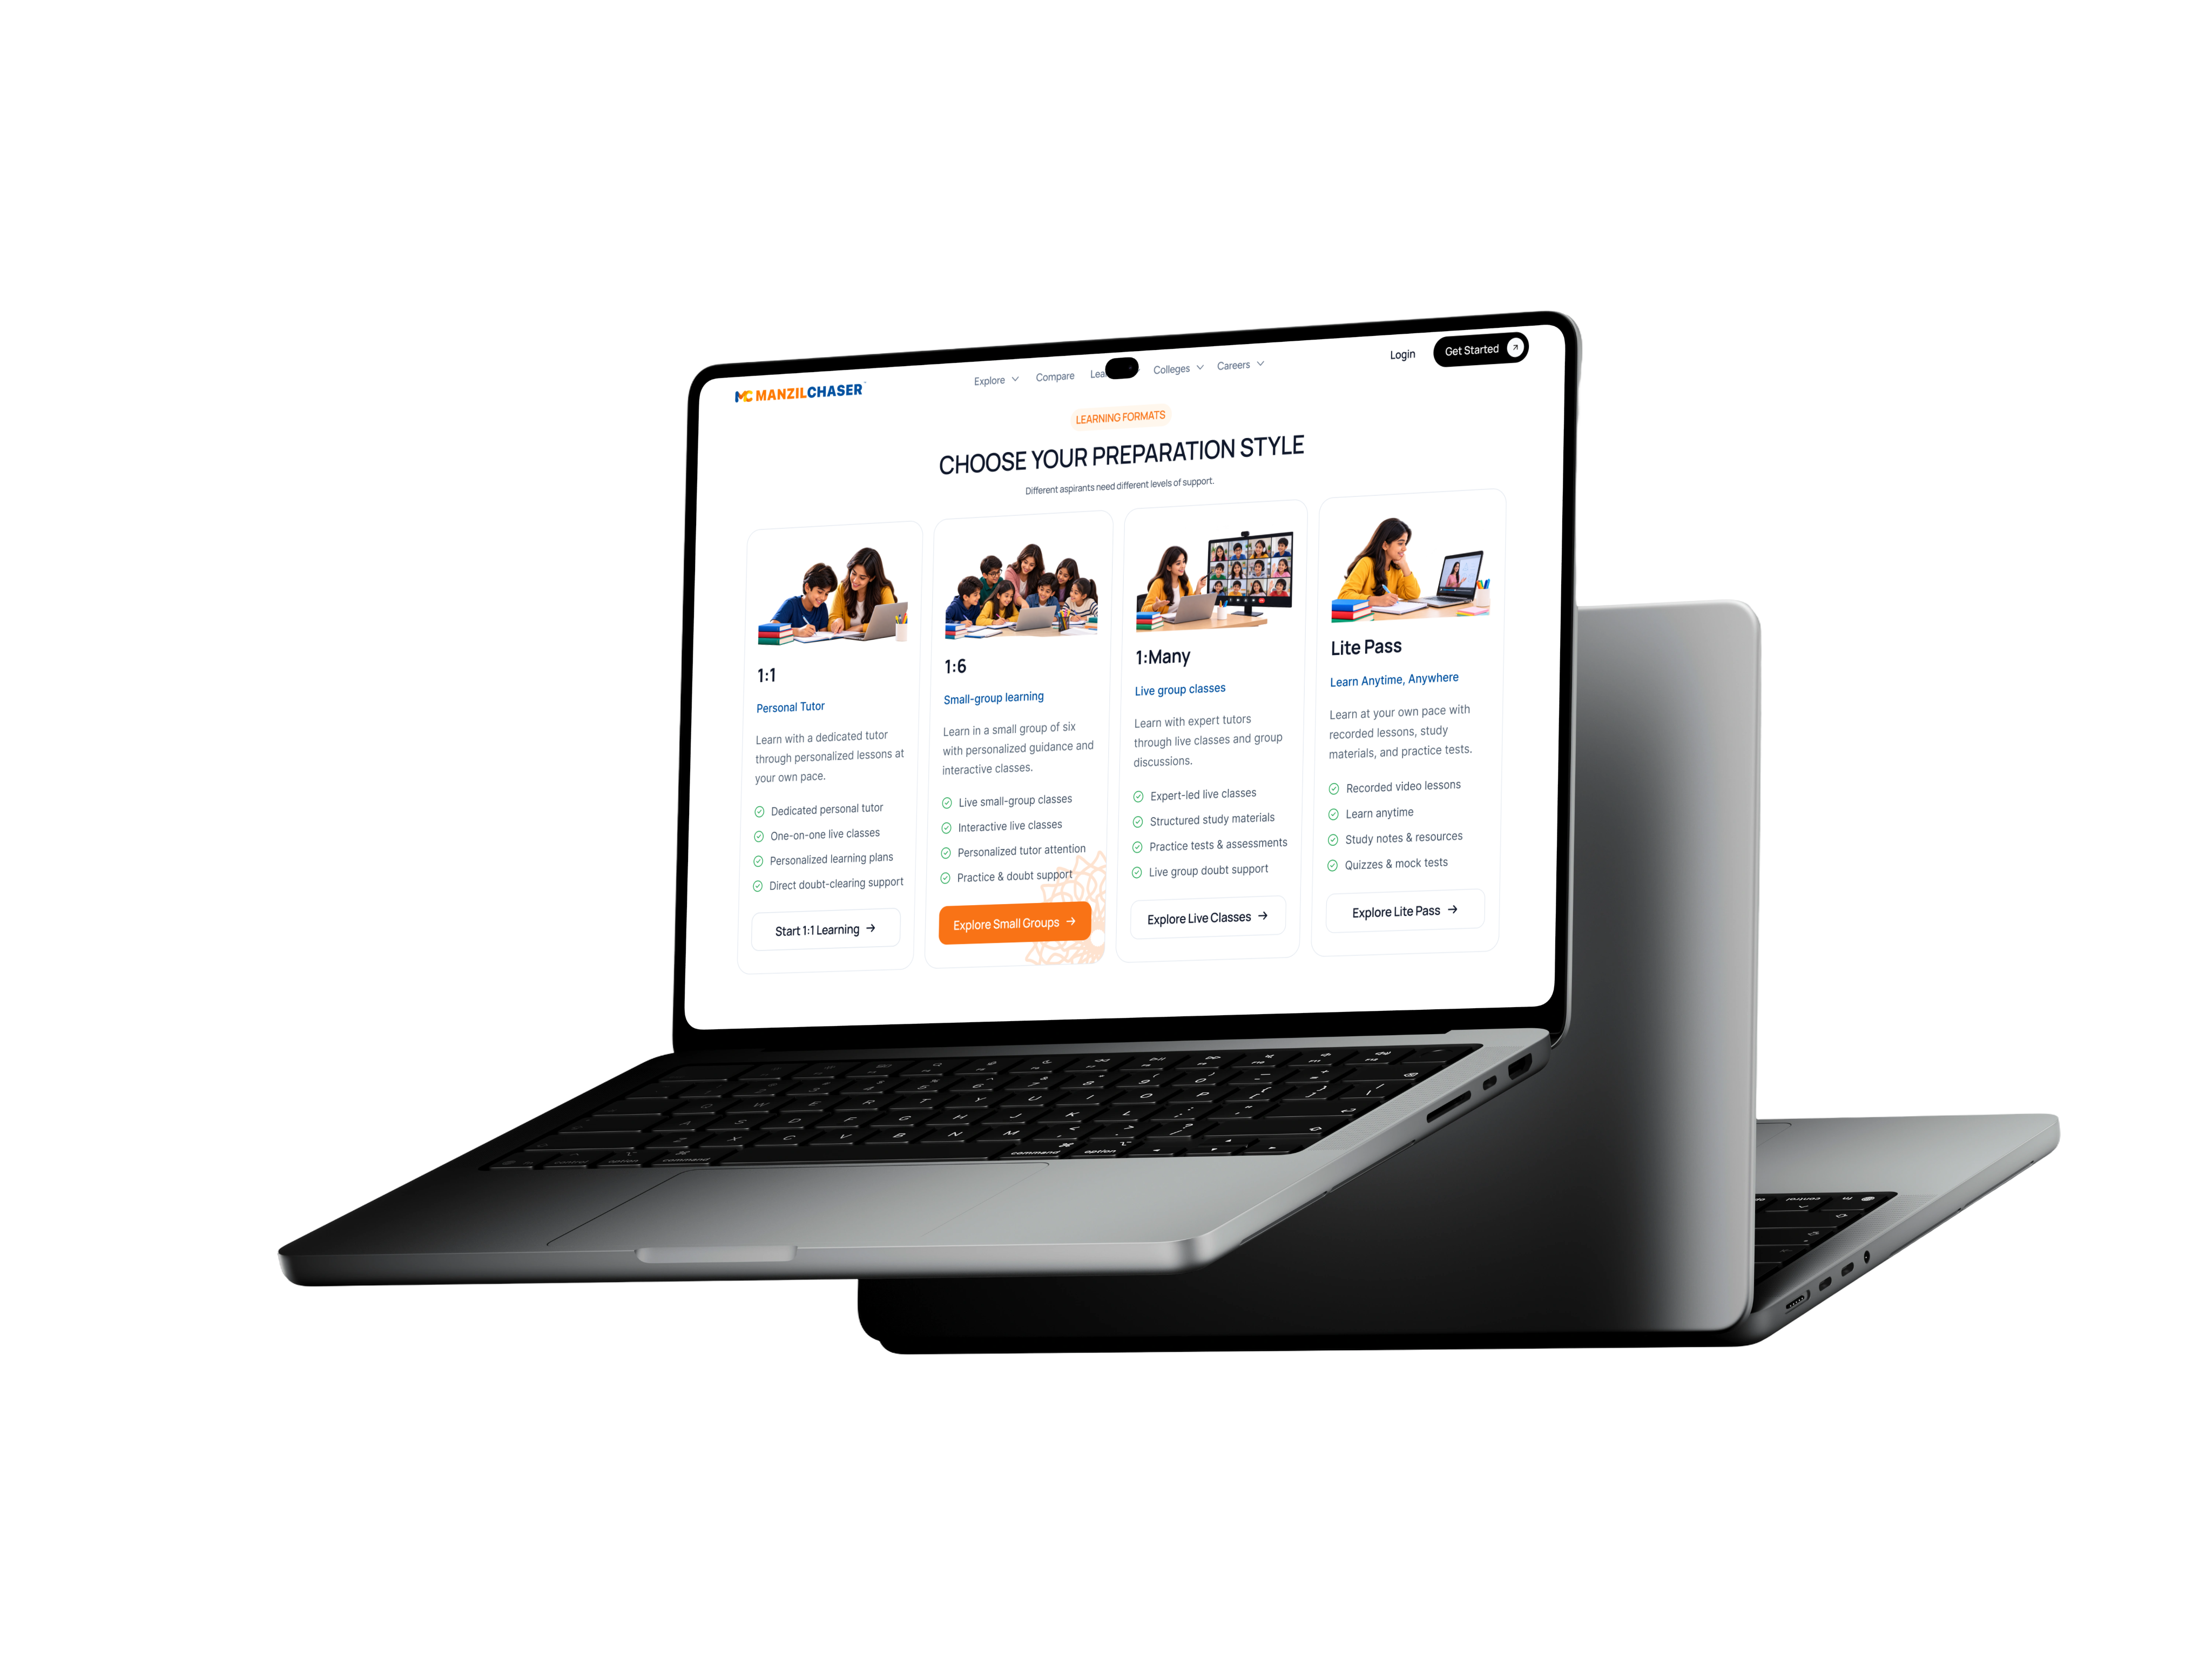 MC MANZILCHASER
Explore
Compare
Colleges
Careers
Login
Get Started
LEARNING FORMATS
CHOOSE YOUR PREPARATION STYLE
Different aspirants need different levels of support.
1:1
Personal Tutor
Learn with a dedicated tutor
through personalized lessons at
your own pace.
Dedicated personal tutor
One-on-one live classes
Personalized learning plans
Direct doubt-clearing support
Start 1:1 Learning →
1:6
Small-group learning
Learn in a small group of six
with personalized guidance and
interactive classes.
Live small-group classes
Interactive live classes
Personalized tutor attention
Practice & doubt support
Explore Small Groups →
1:Many
Live group classes
Learn with expert tutors
through live classes and group
discussions.
Expert-led live classes
Structured study materials
Practice tests & assessments
Live group doubt support
Explore Live Classes →
Lite Pass
Learn Anytime, Anywhere
Learn at your own pace with
recorded lessons, study
materials, and practice tests.
Recorded video lessons
Learn anytime
Study notes & resources
Quizzes & mock tests
Explore Lite Pass →
Q W E R T Y U I O P
A S D F G H J K L
Z X C V B N M
control option command command option
control fn